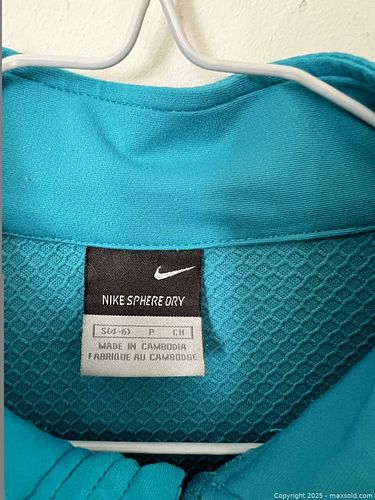 NIKE SPHERE DRY
S(4-6) P CH
MADE IN CAMBODIA
FABRIQUE AU CAMBODGE
Copyright 2025 - maxsold.com